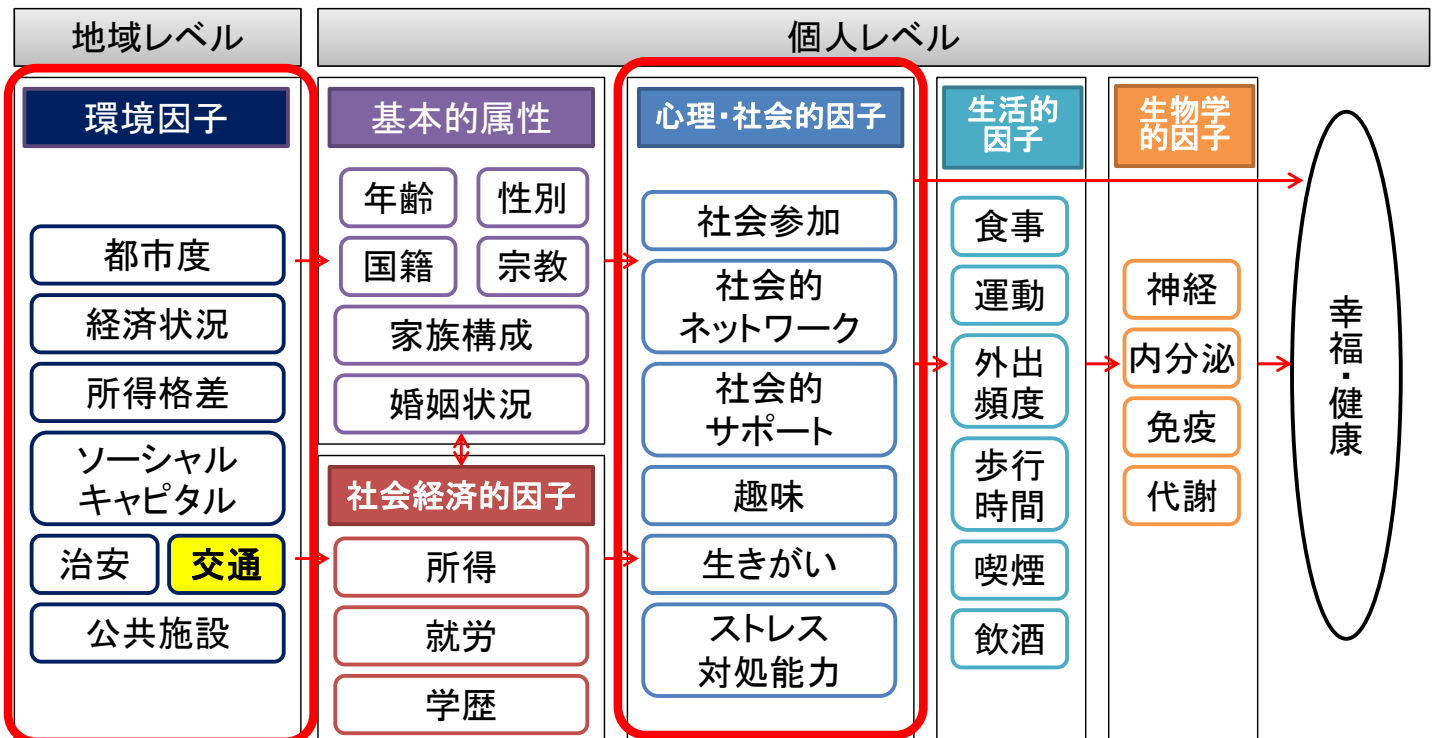 地域レベル
個人レベル
環境因子
都市度
経済状況
所得格差
ソーシャル
キャピタル
治安
交通
公共施設
基本的属性
年齢
性別
国籍
宗教
家族構成
婚姻状況
社会経済的因子
所得
就労
学歴
心理・社会的因子
社会参加
社会的
ネットワーク
社会的
サポート
趣味
生きがい
ストレス
対処能力
生活的
因子
食事
運動
外出
頻度
歩行
時間
喫煙
飲酒
生物学
的因子
神経
内分泌
免疫
代謝
幸福・健康